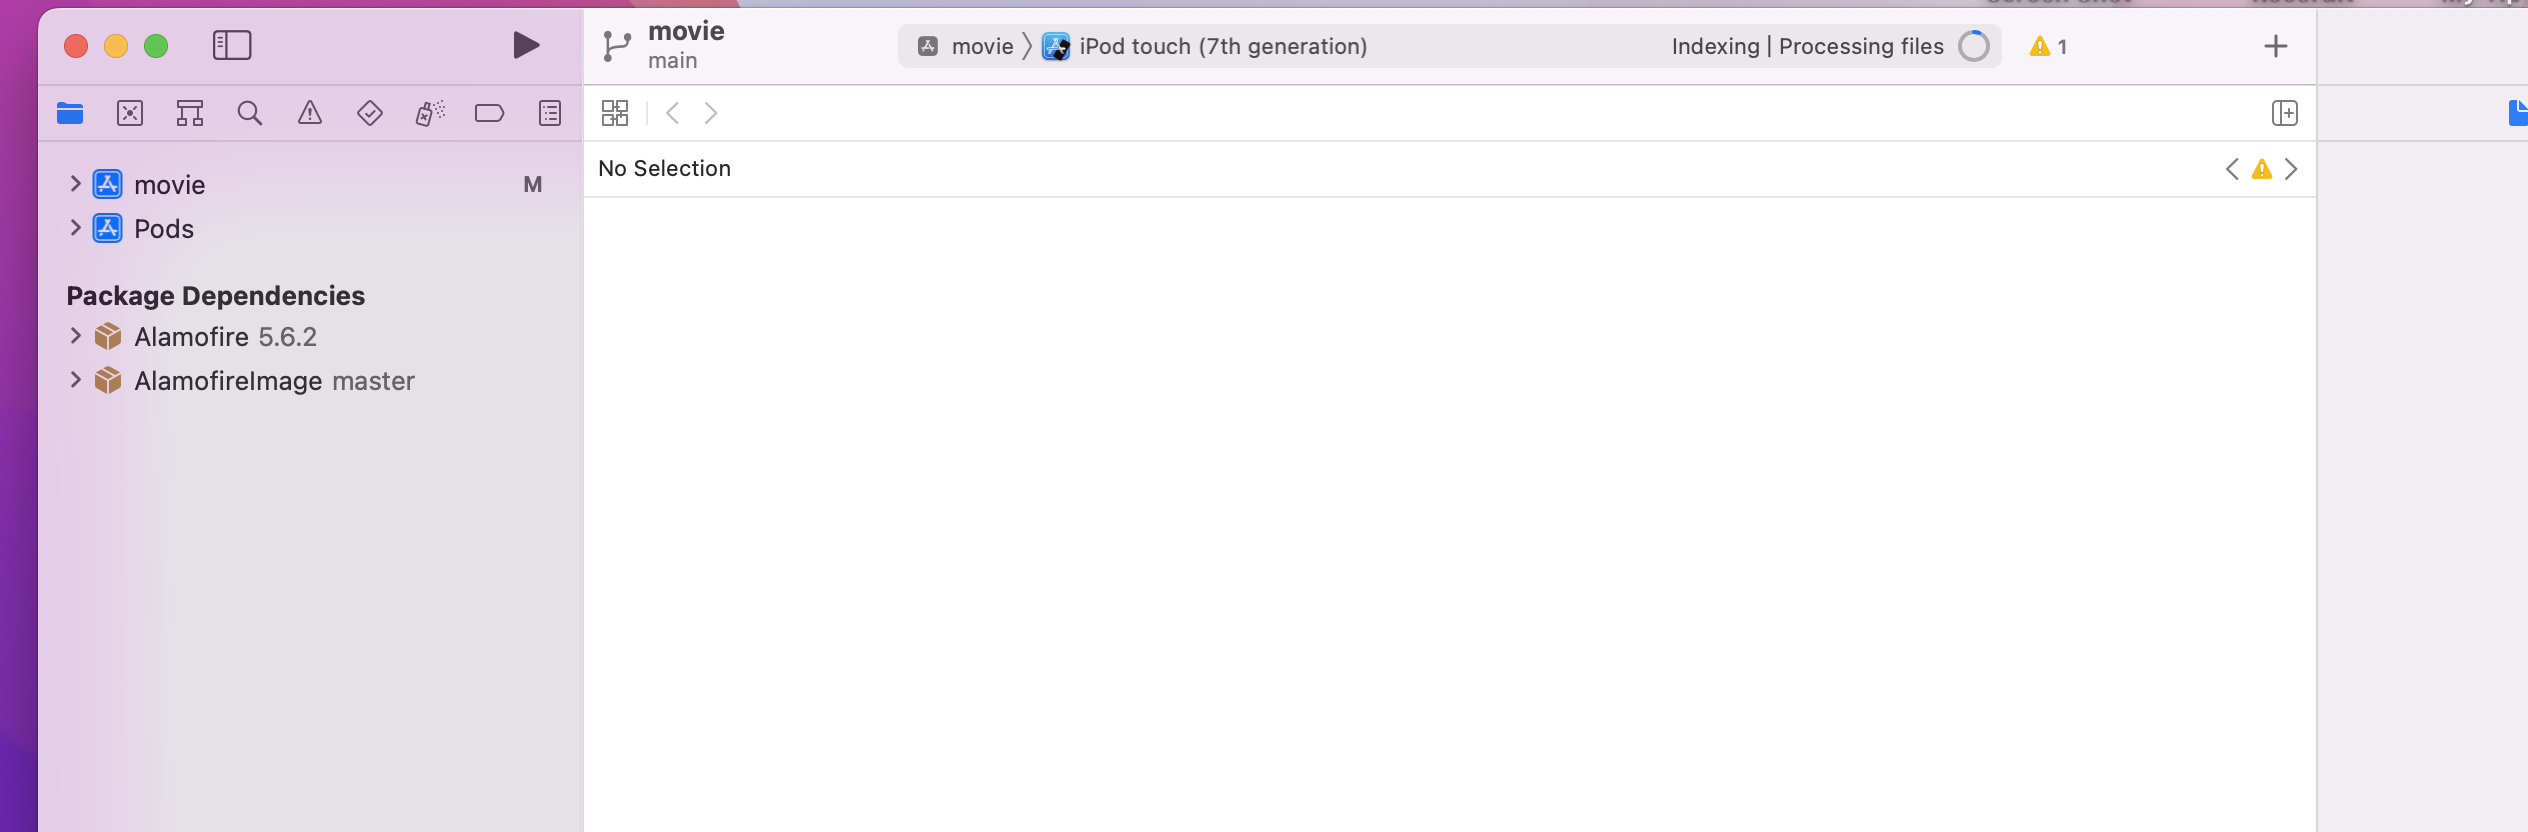 movie
main
movie
iPod touch (7th generation)
Indexing | Processing files
1
No Selection
movie M
Pods
Package Dependencies
Alamofire 5.6.2
AlamofireImage master